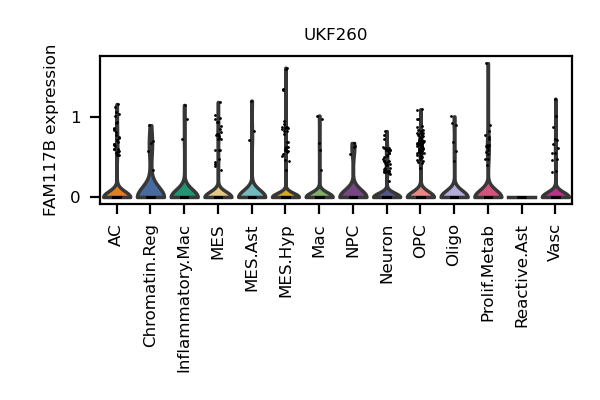 UKF260
FAM117B expression
1
0
AC
Chromatin.Reg
Inflammatory.Mac
MES
MES.Ast
MES.Hyp
Mac
NPC
Neuron
OPC
Oligo
Prolif.Metab
Reactive.Ast
Vasc